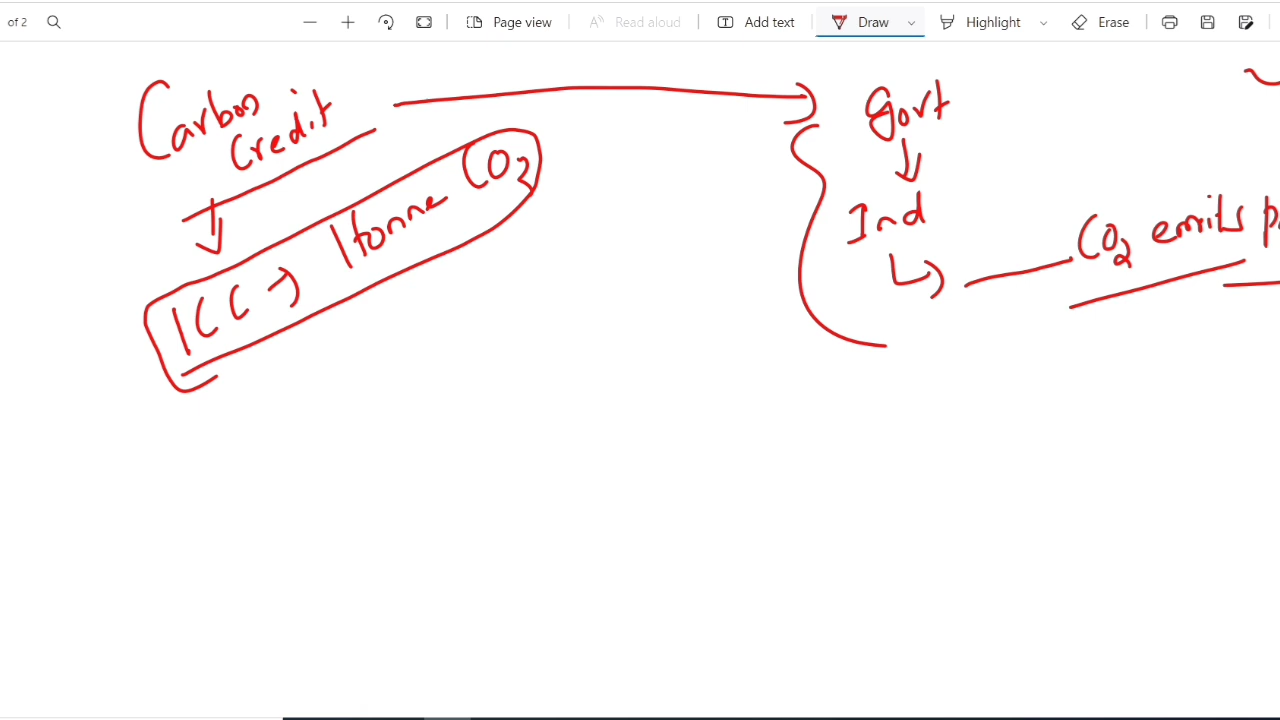 of 2 Page view Read aloud Add text Draw Highlight Erase
Carbon
Credit
1CC → 1tonne CO2
Govt
Ind
CO2 emits